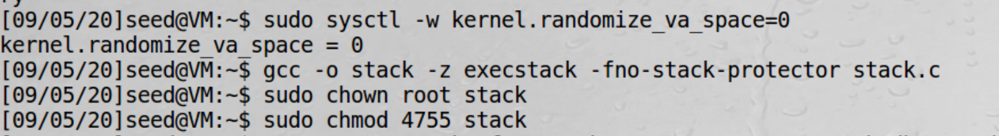 [09/05/20]seed@VM:~$ sudo sysctl -w kernel.randomize_va_space=0
kernel.randomize_va_space = 0
[09/05/20]seed@VM:~$ gcc -o stack -z execstack -fno-stack-protector stack.c
[09/05/20]seed@VM:~$ sudo chown root stack
[09/05/20]seed@VM:~$ sudo chmod 4755 stack